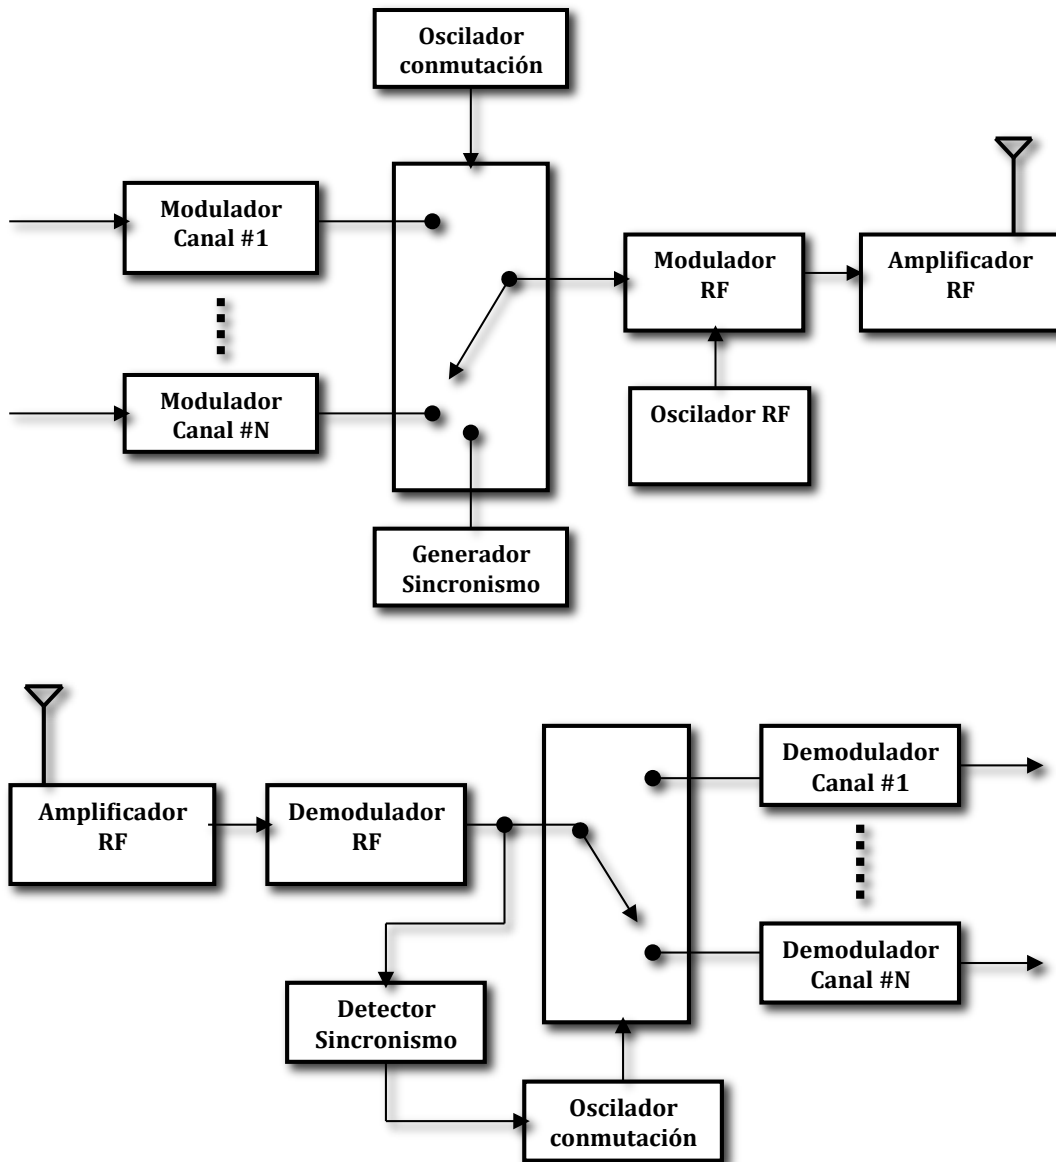 Oscilador
conmutación
Modulador
Canal #1
Modulador
RF
Amplificador
RF
Modulador
Canal #N
Oscilador RF
Generador
Sincronismo
Demodulador
Canal #1
Amplificador
RF
Demodulador
RF
Demodulador
Canal #N
Detector
Sincronismo
Oscilador
conmutación